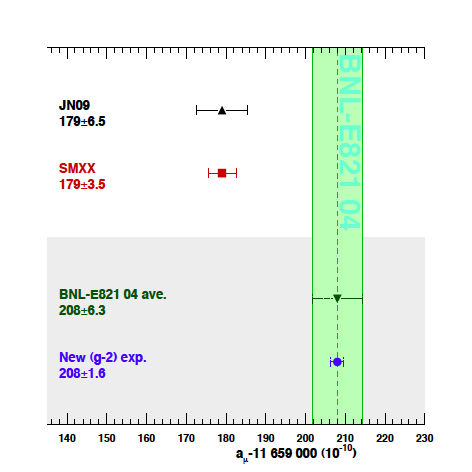 BNL-E821 04
JN09
179±6.5
SMXX
179±3.5
BNL-E821 04 ave.
208±6.3
New (g-2) exp.
208±1.6
140 150 160 170 180 190 200 210 220 230
aμ-11 659 000 (10⁻¹⁰)